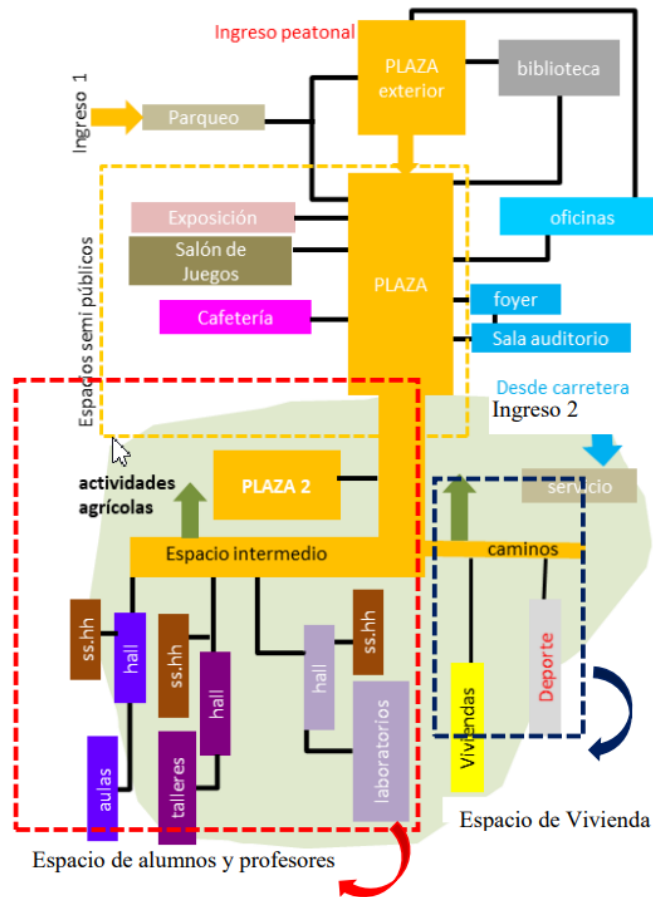 Ingreso peatonal
PLAZA
exterior
biblioteca
Ingreso 1
Parqueo
Espacios semi públicos
Exposición
oficinas
Salón de
Juegos
PLAZA
foyer
Cafetería
Sala auditorio
Desde carretera
Ingreso 2
actividades
agrícolas
PLAZA 2
servicio
Espacio intermedio
caminos
ss.hh
hall
ss.hh
hall
hall
ss.hh
Viviendas
Deporte
aulas
talleres
laboratorios
Espacio de Vivienda
Espacio de alumnos y profesores